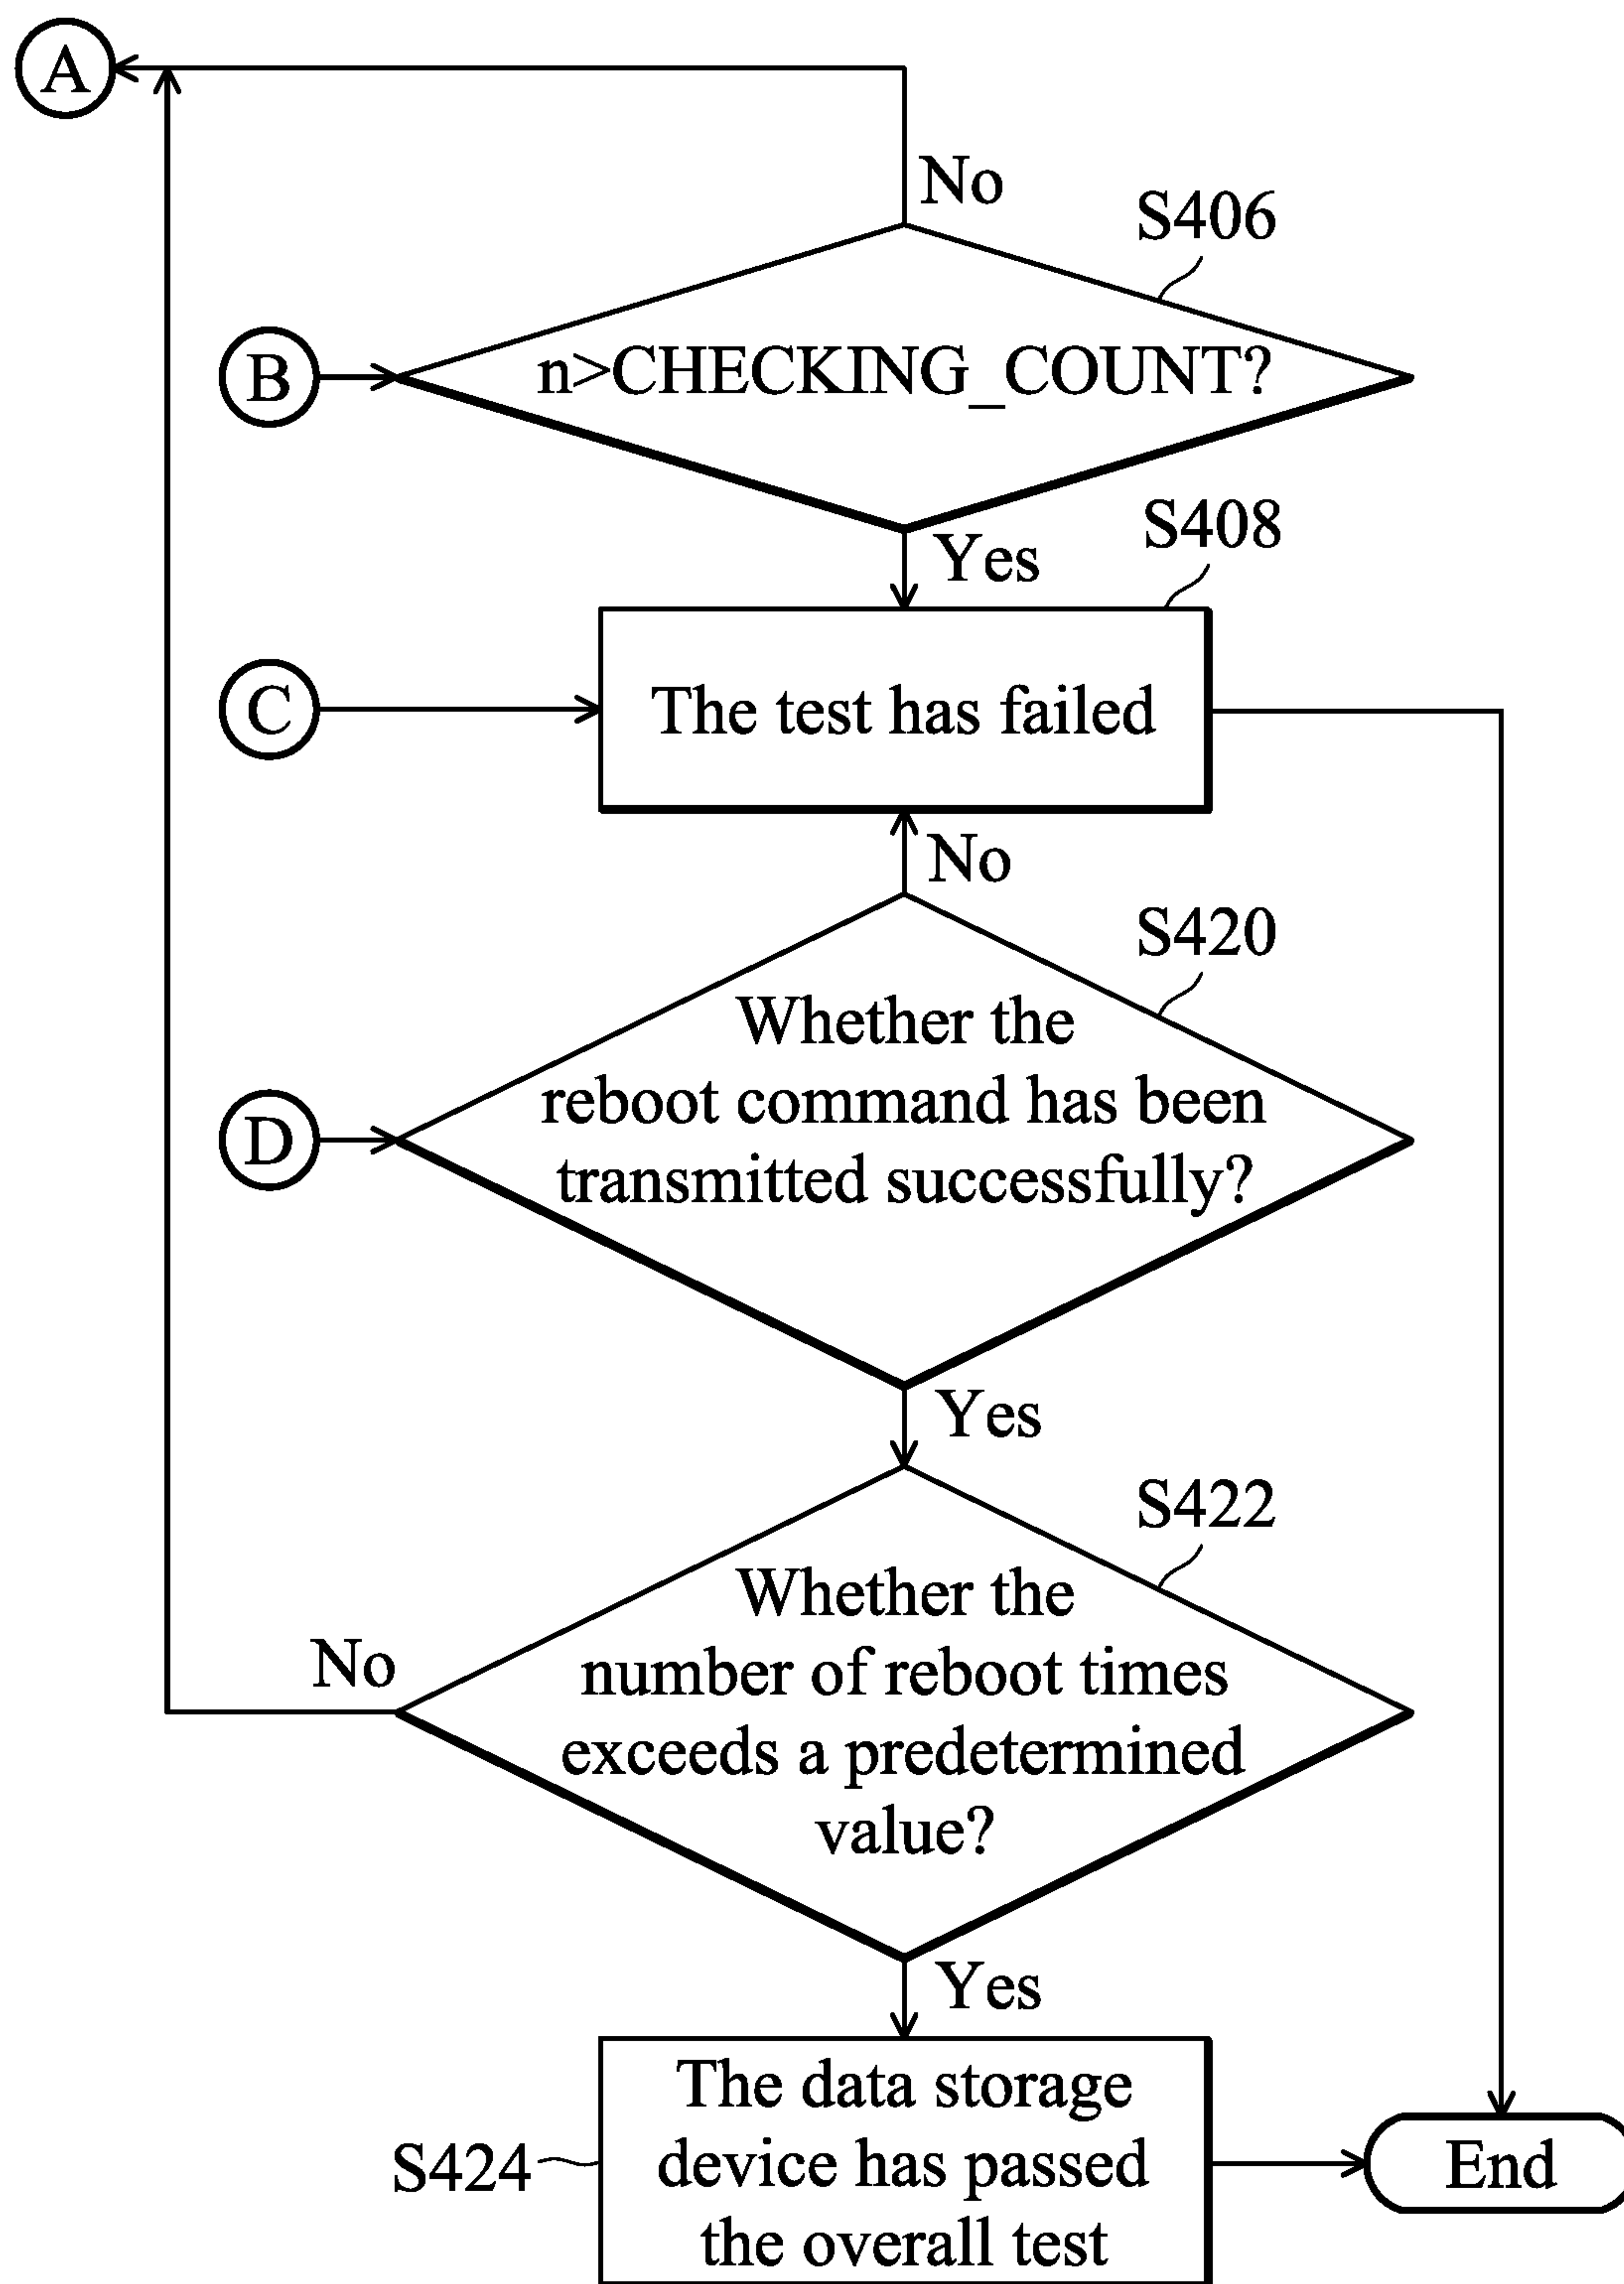 A
No
S406
B
n>CHECKING_COUNT?
S408
Yes
C
The test has failed
No
S420
Whether the
reboot command has been
D
transmitted successfully?
Yes
S422
Whether the
No
number of reboot times
exceeds a predetermined
value?
Yes
The data storage
S424
device has passed
End
the overall test